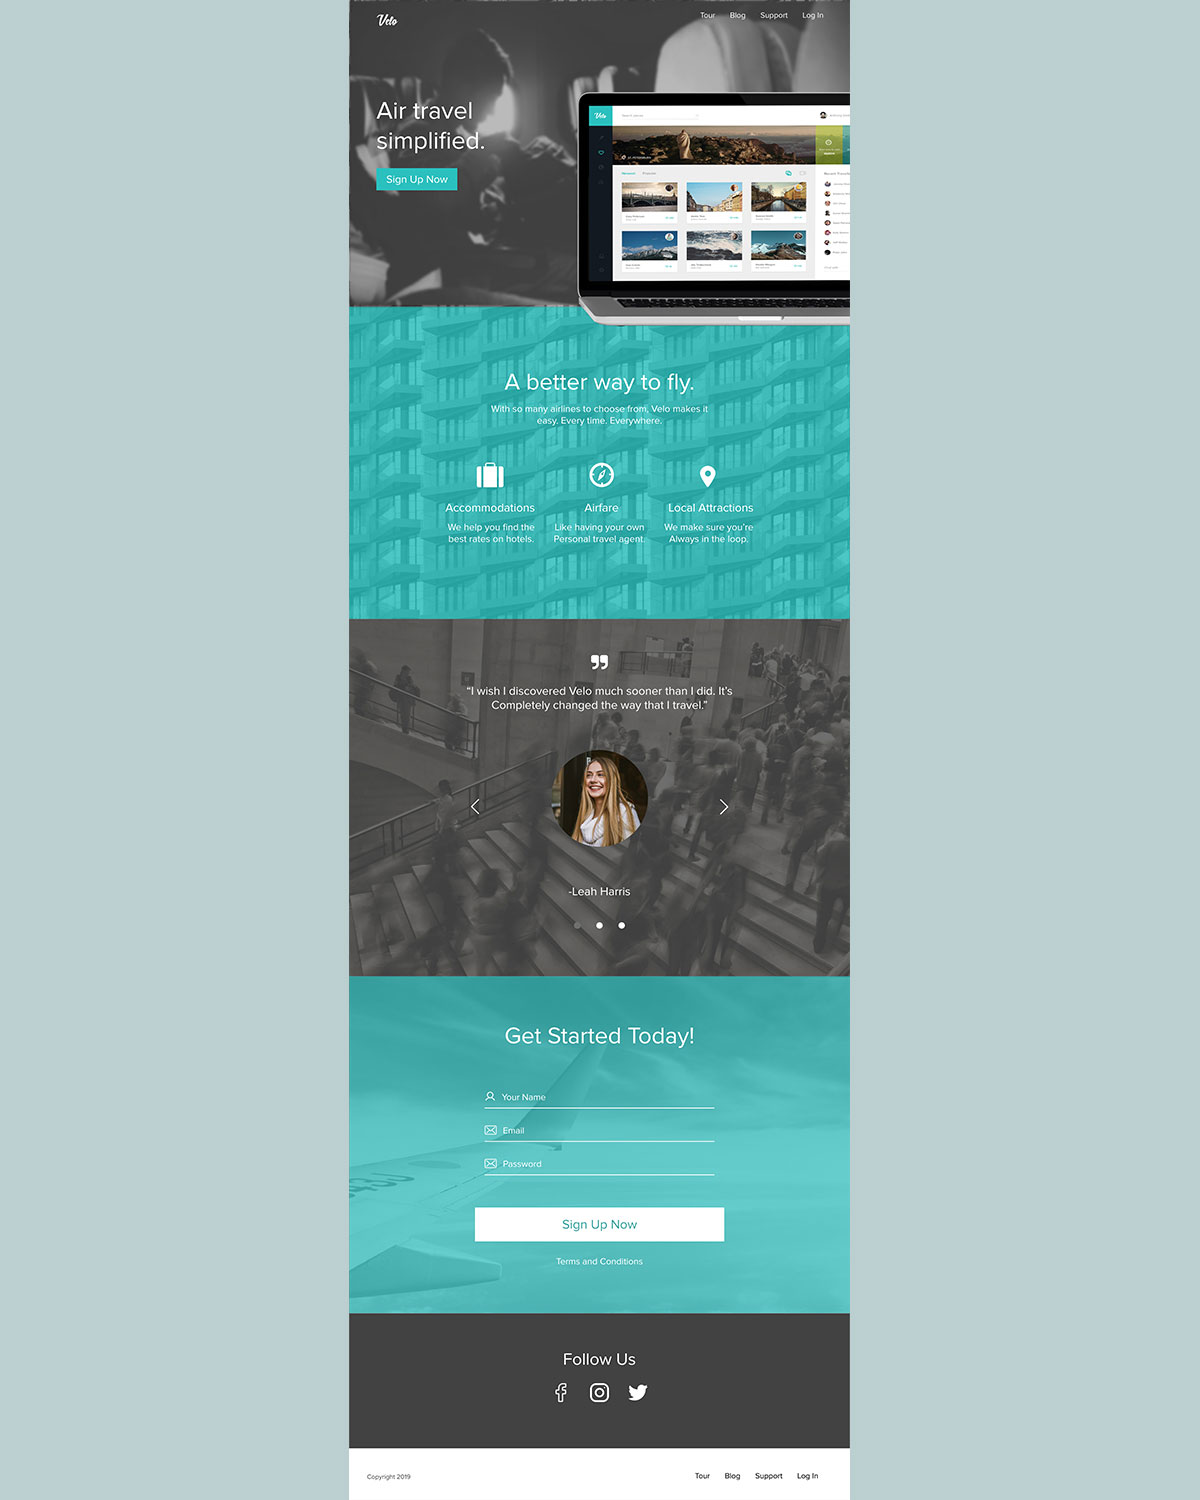 Velo
Tour Blog Support Log In
Air travel
simplified.
Sign Up Now
Velo
A better way to fly.
With so many airlines to choose from, Velo makes it
easy. Every time. Everywhere.
Accommodations
We help you find the
best rates on hotels.
Airfare
Like having your own
Personal travel agent.
Local Attractions
We make sure you’re
Always in the loop.
“I wish I discovered Velo much sooner than I did. It’s
Completely changed the way that I travel.”
-Leah Harris
Get Started Today!
Your Name
Email
Password
Sign Up Now
Terms and Conditions
Follow Us
Copyright 2019
Tour Blog Support Log In